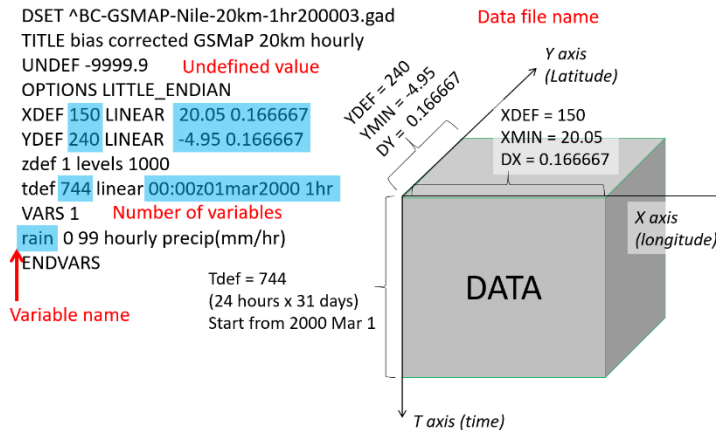 DSET ^BC-GSMAP-Nile-20km-1hr200003.gad
Data file name
TITLE bias corrected GSMaP 20km hourly
UNDEF -9999.9 Undefined value
OPTIONS LITTLE_ENDIAN
XDEF 150 LINEAR 20.05 0.166667
YDEF 240 LINEAR -4.95 0.166667
zdef 1 levels 1000
tdef 744 linear 00:00z01mar2000 1hr
VARS 1 Number of variables
rain 0 99 hourly precip(mm/hr)
ENDVARS
Variable name
Y axis
(Latitude)
YDEF = 240
YMIN = -4.95
DY = 0.166667
XDEF = 150
XMIN = 20.05
DX = 0.166667
X axis
(longitude)
Tdef = 744
(24 hours x 31 days)
Start from 2000 Mar 1
DATA
T axis (time)